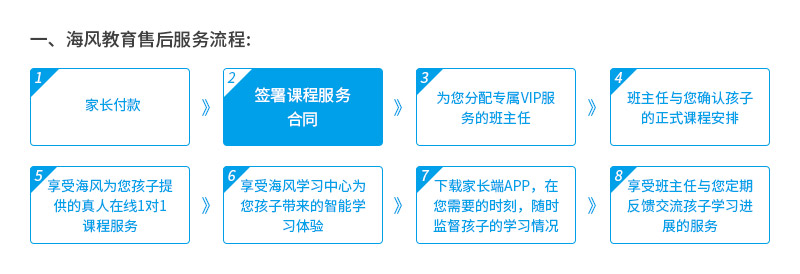 一、海风教育售后服务流程:
1
家长付款
》
2
签署课程服务
合同
》
3
为您分配专属VIP服
务的班主任
》
4
班主任与您确认孩子
的正式课程安排
5
享受海风为您孩子提
供的真人在线1对1
课程服务
》
6
享受海风学习中心为
您孩子带来的智能学
习体验
》
7
下载家长端APP，在
您需要的时刻，随时
监督孩子的学习情况
》
8
享受班主任与您定期
反馈交流孩子学习进
展的服务